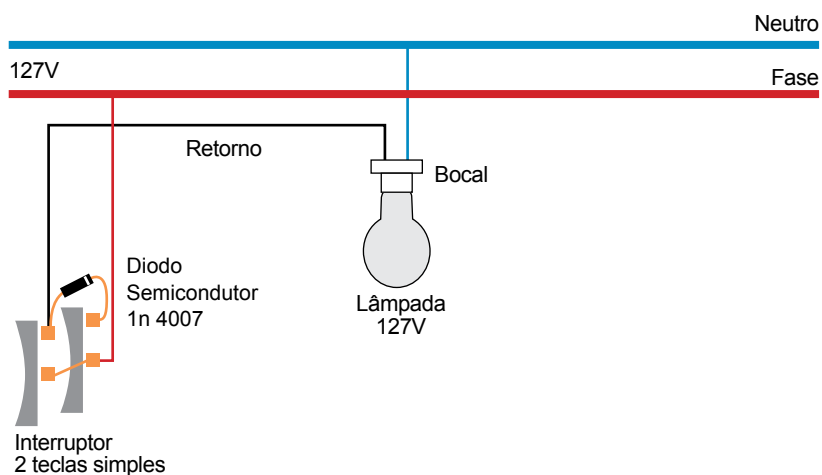 Neutro
127V
Fase
Retorno
Bocal
Diodo
Semicondutor
1n 4007
Lâmpada
127V
Interruptor
2 teclas simples